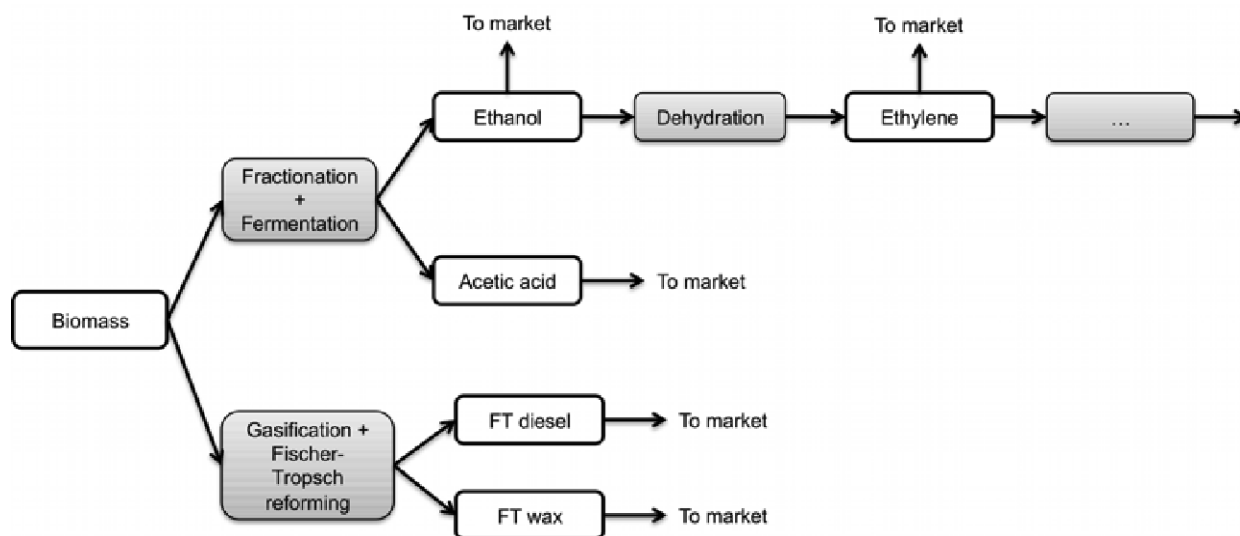 To market
To market
Ethanol
Dehydration
Ethylene
...
Fractionation
+
Fermentation
Acetic acid
To market
Biomass
Gasification +
Fischer-
Tropsch
reforming
FT diesel
To market
FT wax
To market